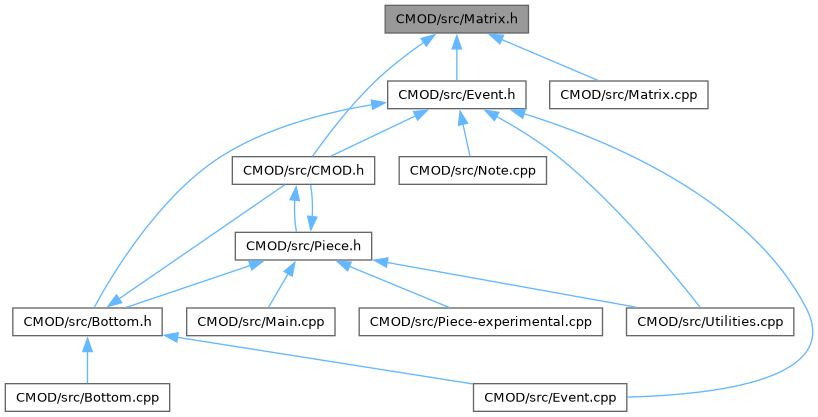 CMOD/src/Matrix.h
CMOD/src/Event.h
CMOD/src/Matrix.cpp
CMOD/src/CMOD.h
CMOD/src/Note.cpp
CMOD/src/Piece.h
CMOD/src/Bottom.h
CMOD/src/Main.cpp
CMOD/src/Piece-experimental.cpp
CMOD/src/Utilities.cpp
CMOD/src/Bottom.cpp
CMOD/src/Event.cpp